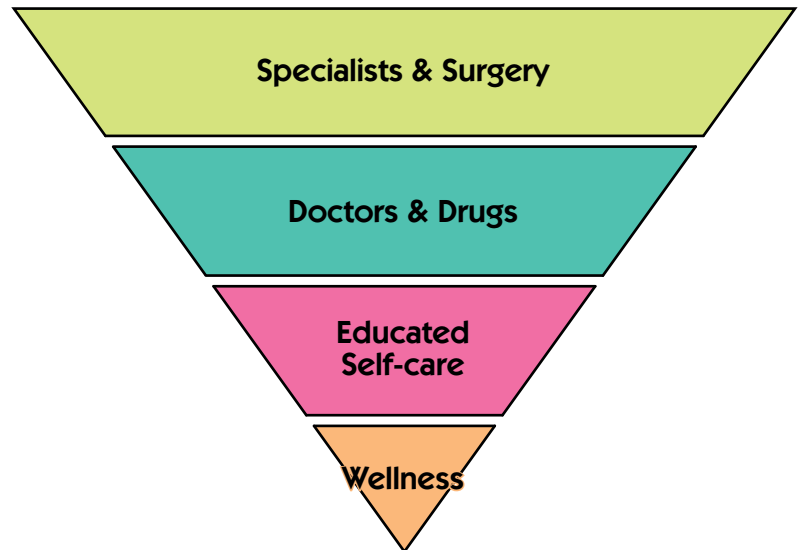 Specialists & Surgery
Doctors & Drugs
Educated
Self-care
Wellness